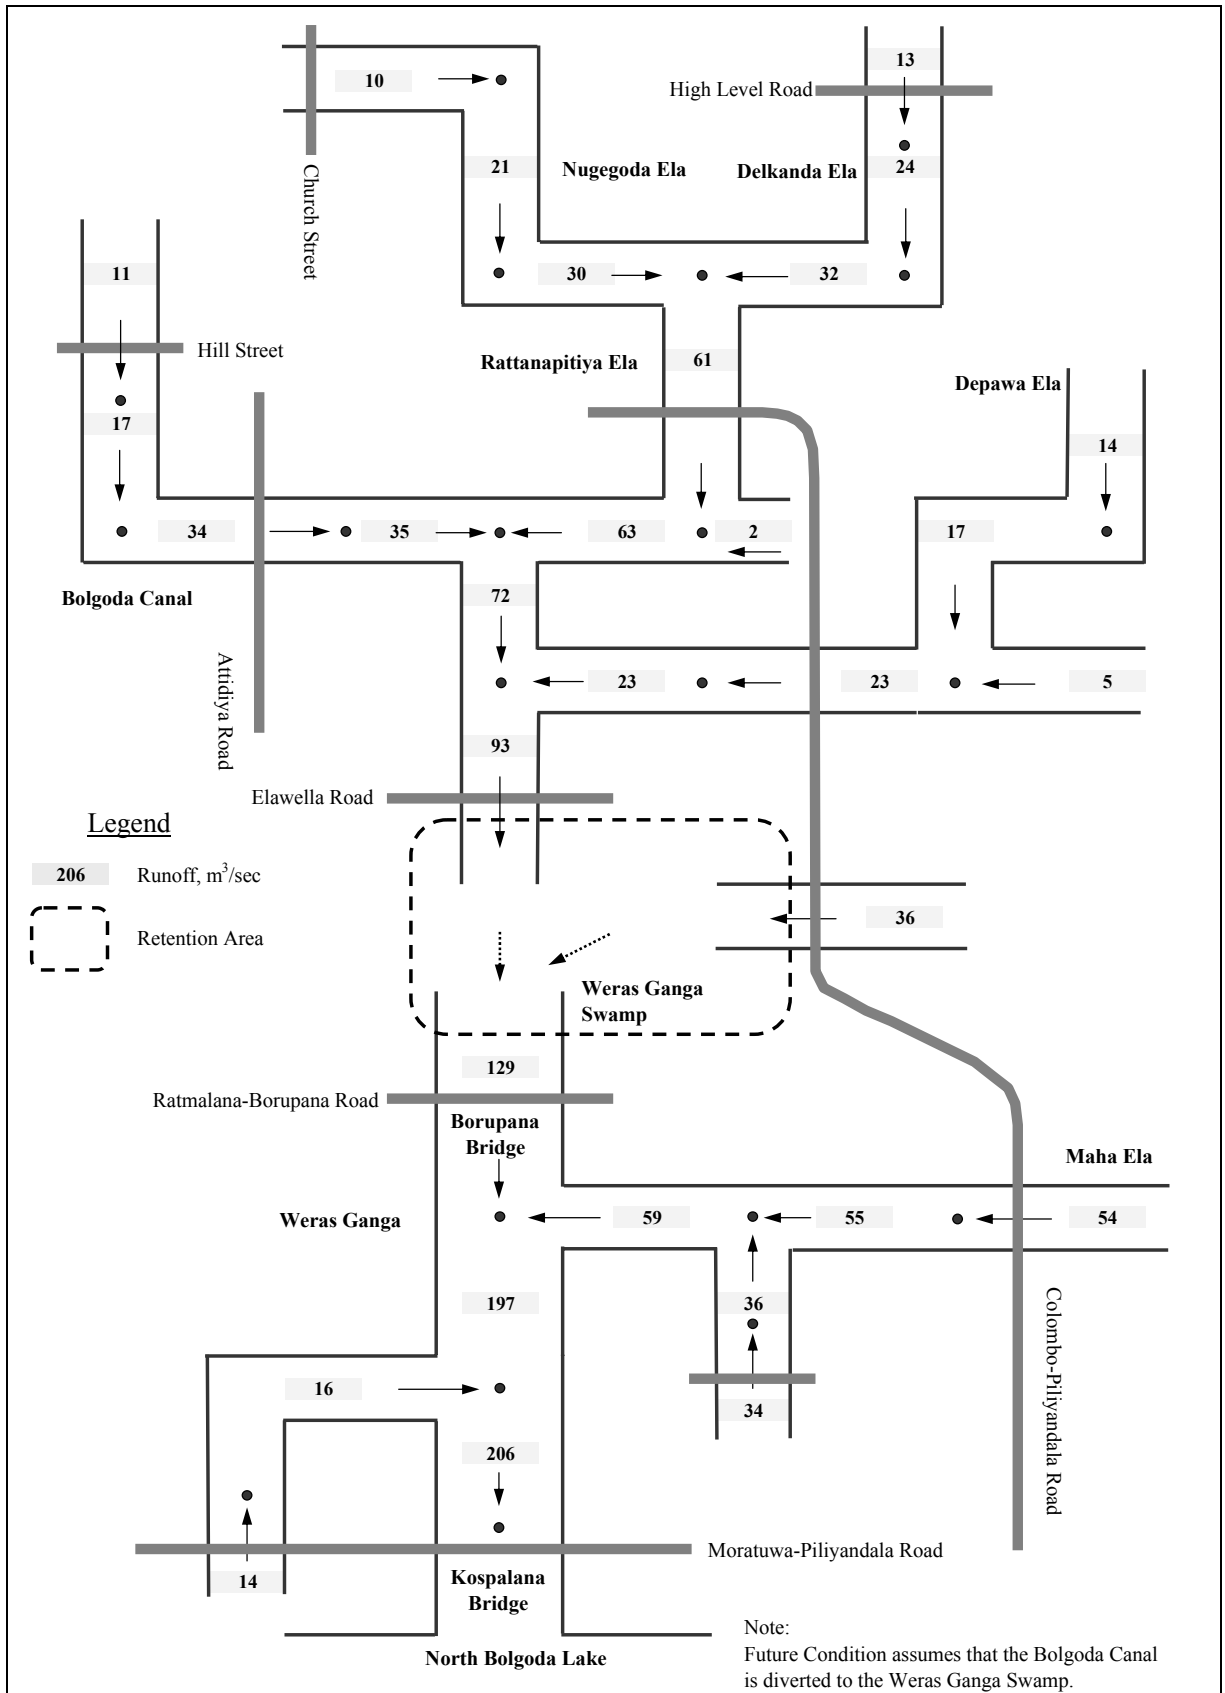 13
High Level Road
10
21
Nugegoda Ela
Delkanda Ela
24
Church Street
11
30
32
Hill Street
Rattanapitiya Ela
61
Depawa Ela
17
14
34
35
63
2
17
Bolgoda Canal
72
Attidiya Road
23
23
5
93
Elawella Road
Legend
206
Runoff, m³/sec
36
Retention Area
Weras Ganga
Swamp
129
Ratmalana-Borupana Road
Borupana
Bridge
Maha Ela
Weras Ganga
59
55
54
197
36
Colombo-Piliyandala Road
16
34
206
Moratuwa-Piliyandala Road
14
Kospalana
Bridge
North Bolgoda Lake
Note:
Future Condition assumes that the Bolgoda Canal
is diverted to the Weras Ganga Swamp.